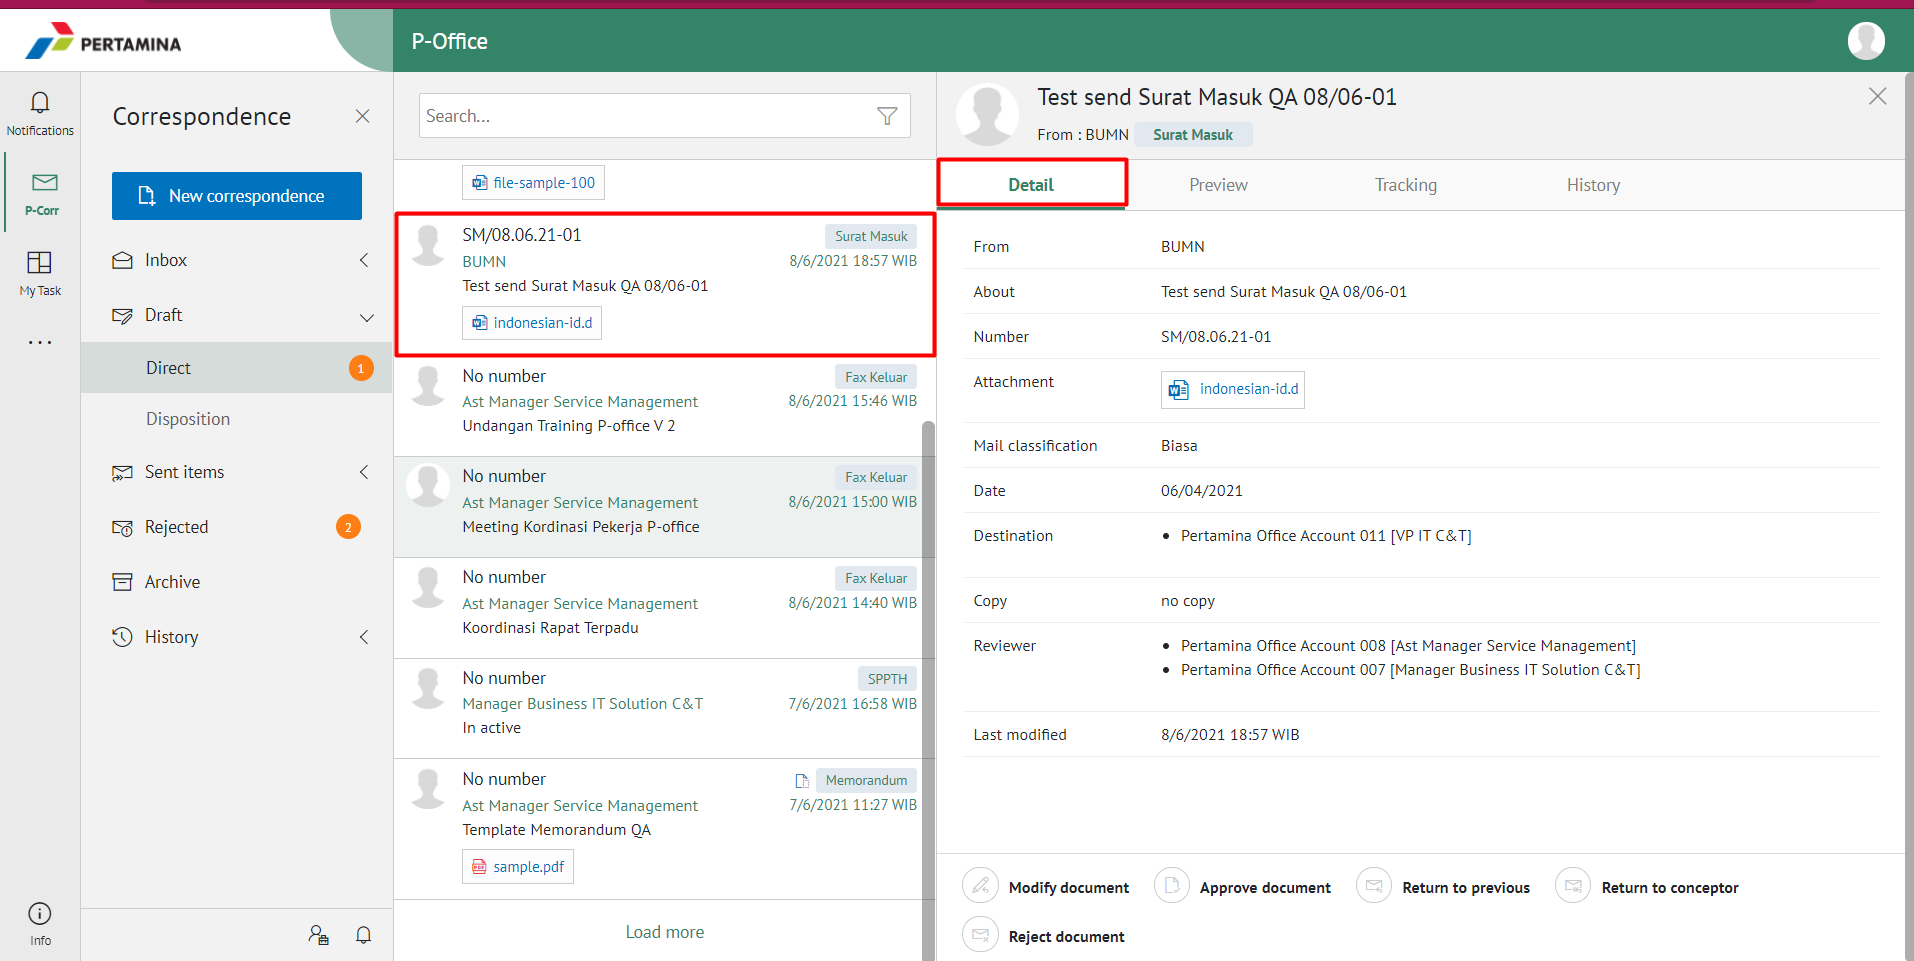 PERTAMINA
P-Office
Notifications
P-Corr
My Task
Info
Correspondence
New correspondence
Inbox
Draft
Direct 1
Disposition
Sent items
Rejected 2
Archive
History
Search...
file-sample-100
SM/08.06.21-01 Surat Masuk
BUMN 8/6/2021 18:57 WIB
Test send Surat Masuk QA 08/06-01
indonesian-id.d
No number Fax Keluar
Ast Manager Service Management 8/6/2021 15:46 WIB
Undangan Training P-office V 2
No number Fax Keluar
Ast Manager Service Management 8/6/2021 15:00 WIB
Meeting Kordinasi Pekerja P-office
No number Fax Keluar
Ast Manager Service Management 8/6/2021 14:40 WIB
Koordinasi Rapat Terpadu
No number SPPTH
Manager Business IT Solution C&T 7/6/2021 16:58 WIB
In active
No number Memorandum
Ast Manager Service Management 7/6/2021 11:27 WIB
Template Memorandum QA
sample.pdf
Load more
Test send Surat Masuk QA 08/06-01
From : BUMN Surat Masuk
Detail Preview Tracking History
From BUMN
About Test send Surat Masuk QA 08/06-01
Number SM/08.06.21-01
Attachment indonesian-id.d
Mail classification Biasa
Date 06/04/2021
Destination • Pertamina Office Account 011 [VP IT C&T]
Copy no copy
Reviewer • Pertamina Office Account 008 [Ast Manager Service Management]
• Pertamina Office Account 007 [Manager Business IT Solution C&T]
Last modified 8/6/2021 18:57 WIB
Modify document Approve document Return to previous Return to conceptor
Reject document